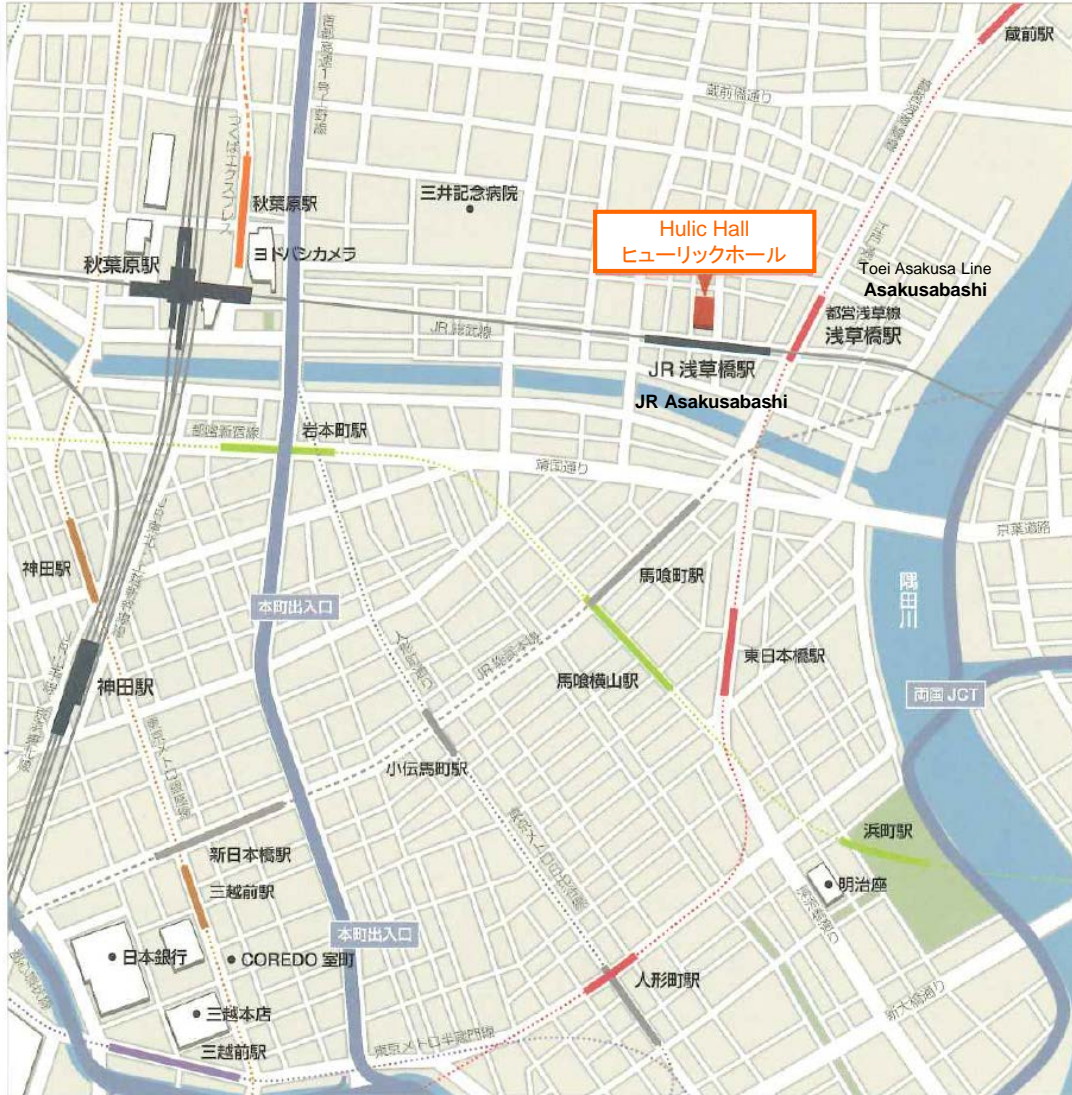 蔵前駅
蔵前橋通り
三井記念病院
つくばエクスプレス
秋葉原駅
Hulic Hall
ヒューリックホール
ヨドバシカメラ
秋葉原駅
Toei Asakusa Line
Asakusabashi
都営浅草線
浅草橋駅
JR 総武線
JR 浅草橋駅
JR Asakusabashi
都営新宿線
岩本町駅
靖国通り
京葉道路
神田駅
馬喰町駅
隅田川
本町出入口
東日本橋駅
JR 総武本線
馬喰横山駅
神田駅
両国 JCT
小伝馬町駅
浜町駅
新日本橋駅
三越前駅
明治座
本町出入口
日本銀行
COREDO 室町
人形町駅
三越本店
新大橋通り
三越前駅
東京メトロ半蔵門線